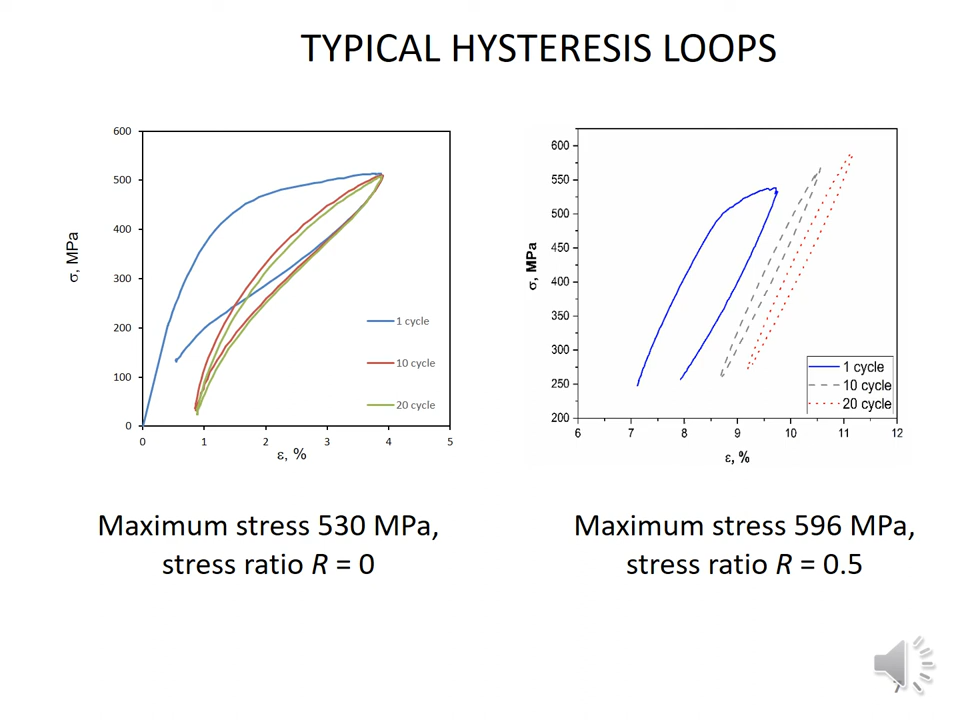 TYPICAL HYSTERESIS LOOPS
600
500
400
300
200
100
0
0 1 2 3 4 5
σ, MPa
ε, %
1 cycle
10 cycle
20 cycle
600
550
500
450
400
350
300
250
200
6 7 8 9 10 11 12
σ, MPa
ε, %
1 cycle
10 cycle
20 cycle
Maximum stress 530 MPa,
stress ratio R = 0
Maximum stress 596 MPa,
stress ratio R = 0.5